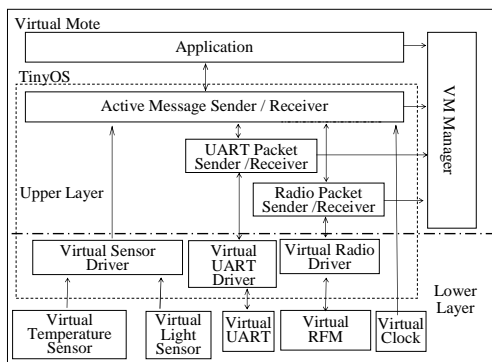 Virtual Mote
Application
TinyOS
Active Message Sender / Receiver
VM Manager
UART Packet
Sender /Receiver
Upper Layer
Radio Packet
Sender /Receiver
Virtual Sensor
Driver
Virtual
UART
Driver
Virtual Radio
Driver
Lower
Layer
Virtual
Temperature
Sensor
Virtual
Light
Sensor
Virtual
UART
Virtual
RFM
Virtual
Clock